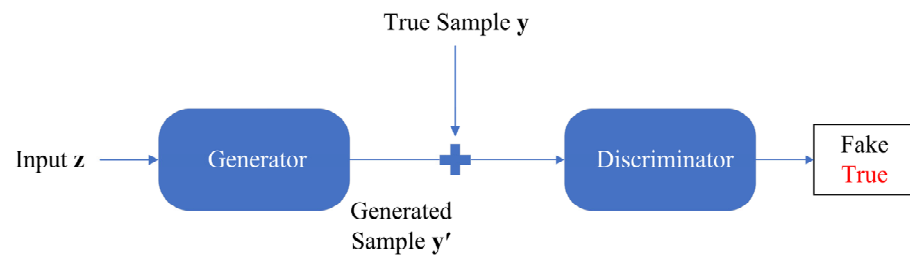 True Sample y
Input z
Generator
Discriminator
Fake
True
Generated
Sample y′